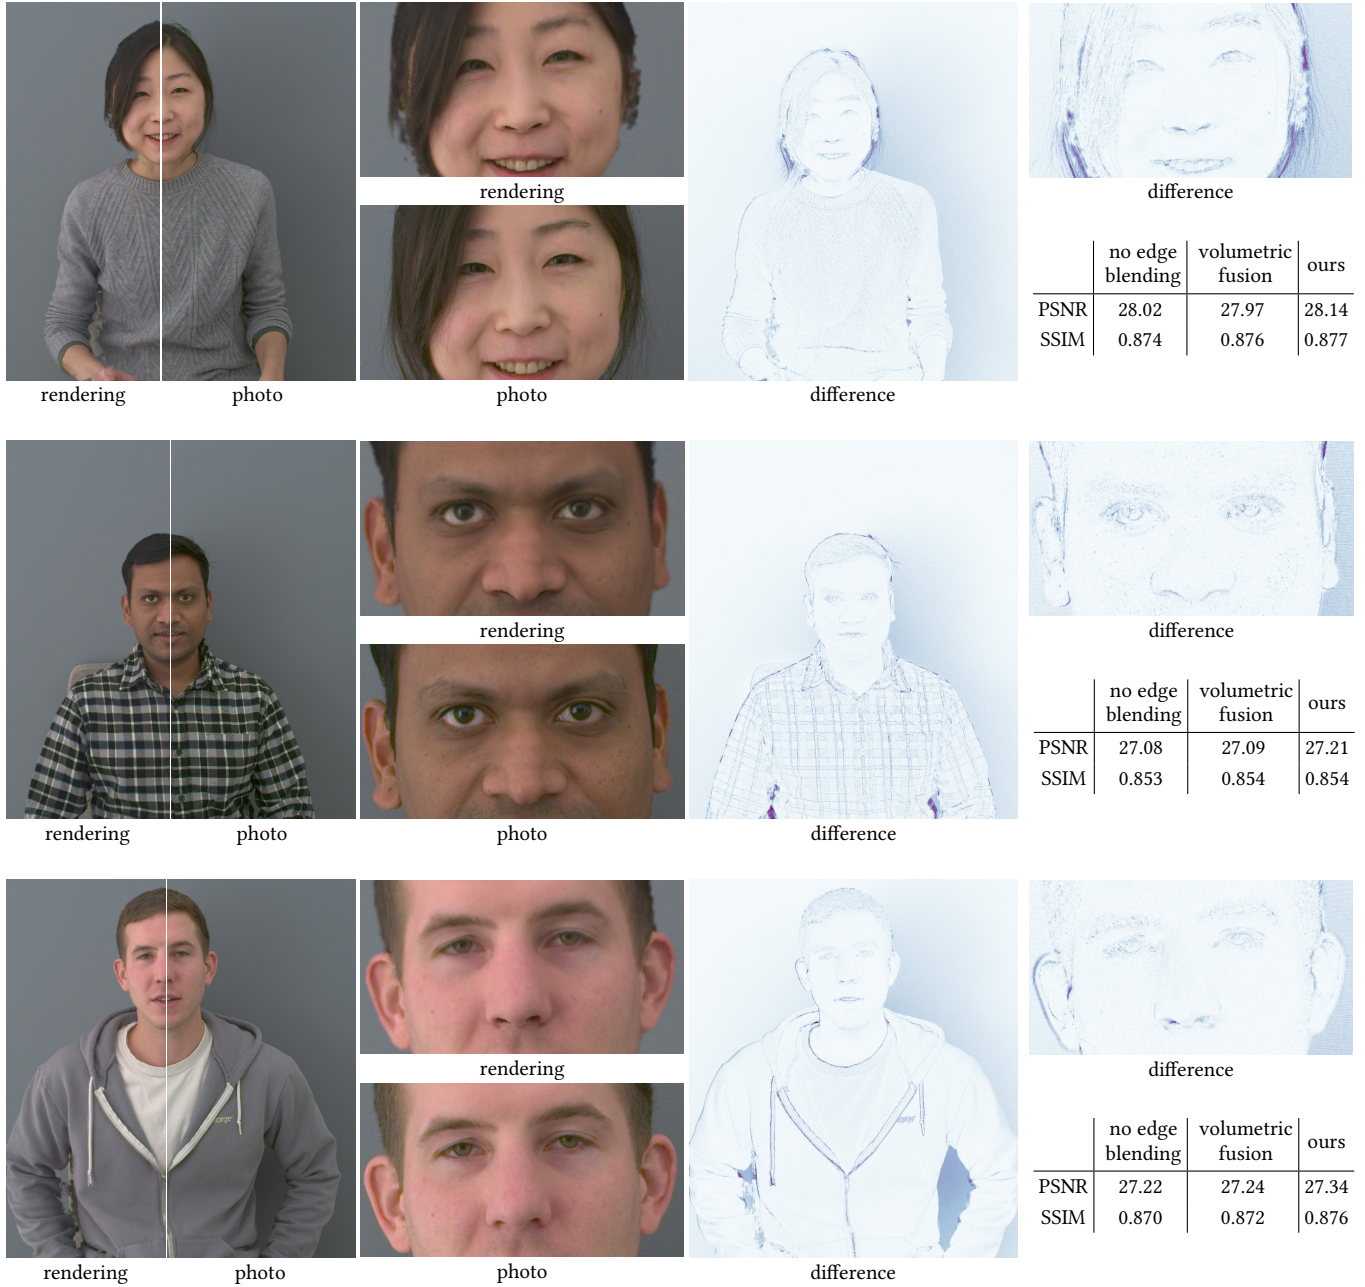 rendering
difference
no edge volumetric ours
blending fusion
PSNR 28.02 27.97 28.14
SSIM 0.874 0.876 0.877
rendering photo photo difference
rendering
difference
no edge volumetric ours
blending fusion
PSNR 27.08 27.09 27.21
SSIM 0.853 0.854 0.854
rendering photo photo difference
rendering
difference
no edge volumetric ours
blending fusion
PSNR 27.22 27.24 27.34
SSIM 0.870 0.872 0.876
rendering photo photo difference